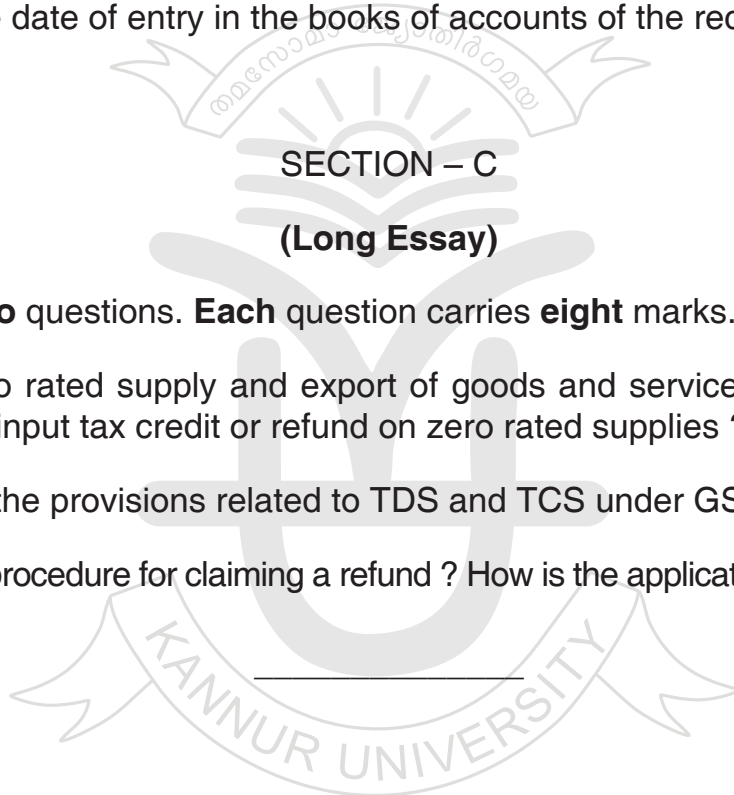 e date of entry in the books of accounts of the rec
SECTION – C
(Long Essay)
o questions. Each question carries eight marks.
o rated supply and export of goods and service
input tax credit or refund on zero rated supplies ?
the provisions related to TDS and TCS under GS
procedure for claiming a refund ? How is the applicat
KANNUR UNIVERSITY